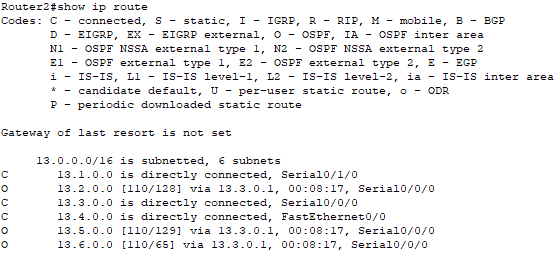 Router2#show ip route
Codes: C - connected, S - static, I - IGRP, R - RIP, M - mobile, B - BGP
       D - EIGRP, EX - EIGRP external, O - OSPF, IA - OSPF inter area
       N1 - OSPF NSSA external type 1, N2 - OSPF NSSA external type 2
       E1 - OSPF external type 1, E2 - OSPF external type 2, E - EGP
       i - IS-IS, L1 - IS-IS level-1, L2 - IS-IS level-2, ia - IS-IS inter area
       * - candidate default, U - per-user static route, o - ODR
       P - periodic downloaded static route
Gateway of last resort is not set
     13.0.0.0/16 is subnetted, 6 subnets
C       13.1.0.0 is directly connected, Serial0/1/0
O       13.2.0.0 [110/128] via 13.3.0.1, 00:08:17, Serial0/0/0
C       13.3.0.0 is directly connected, Serial0/0/0
C       13.4.0.0 is directly connected, FastEthernet0/0
O       13.5.0.0 [110/129] via 13.3.0.1, 00:08:17, Serial0/0/0
O       13.6.0.0 [110/65] via 13.3.0.1, 00:08:17, Serial0/0/0